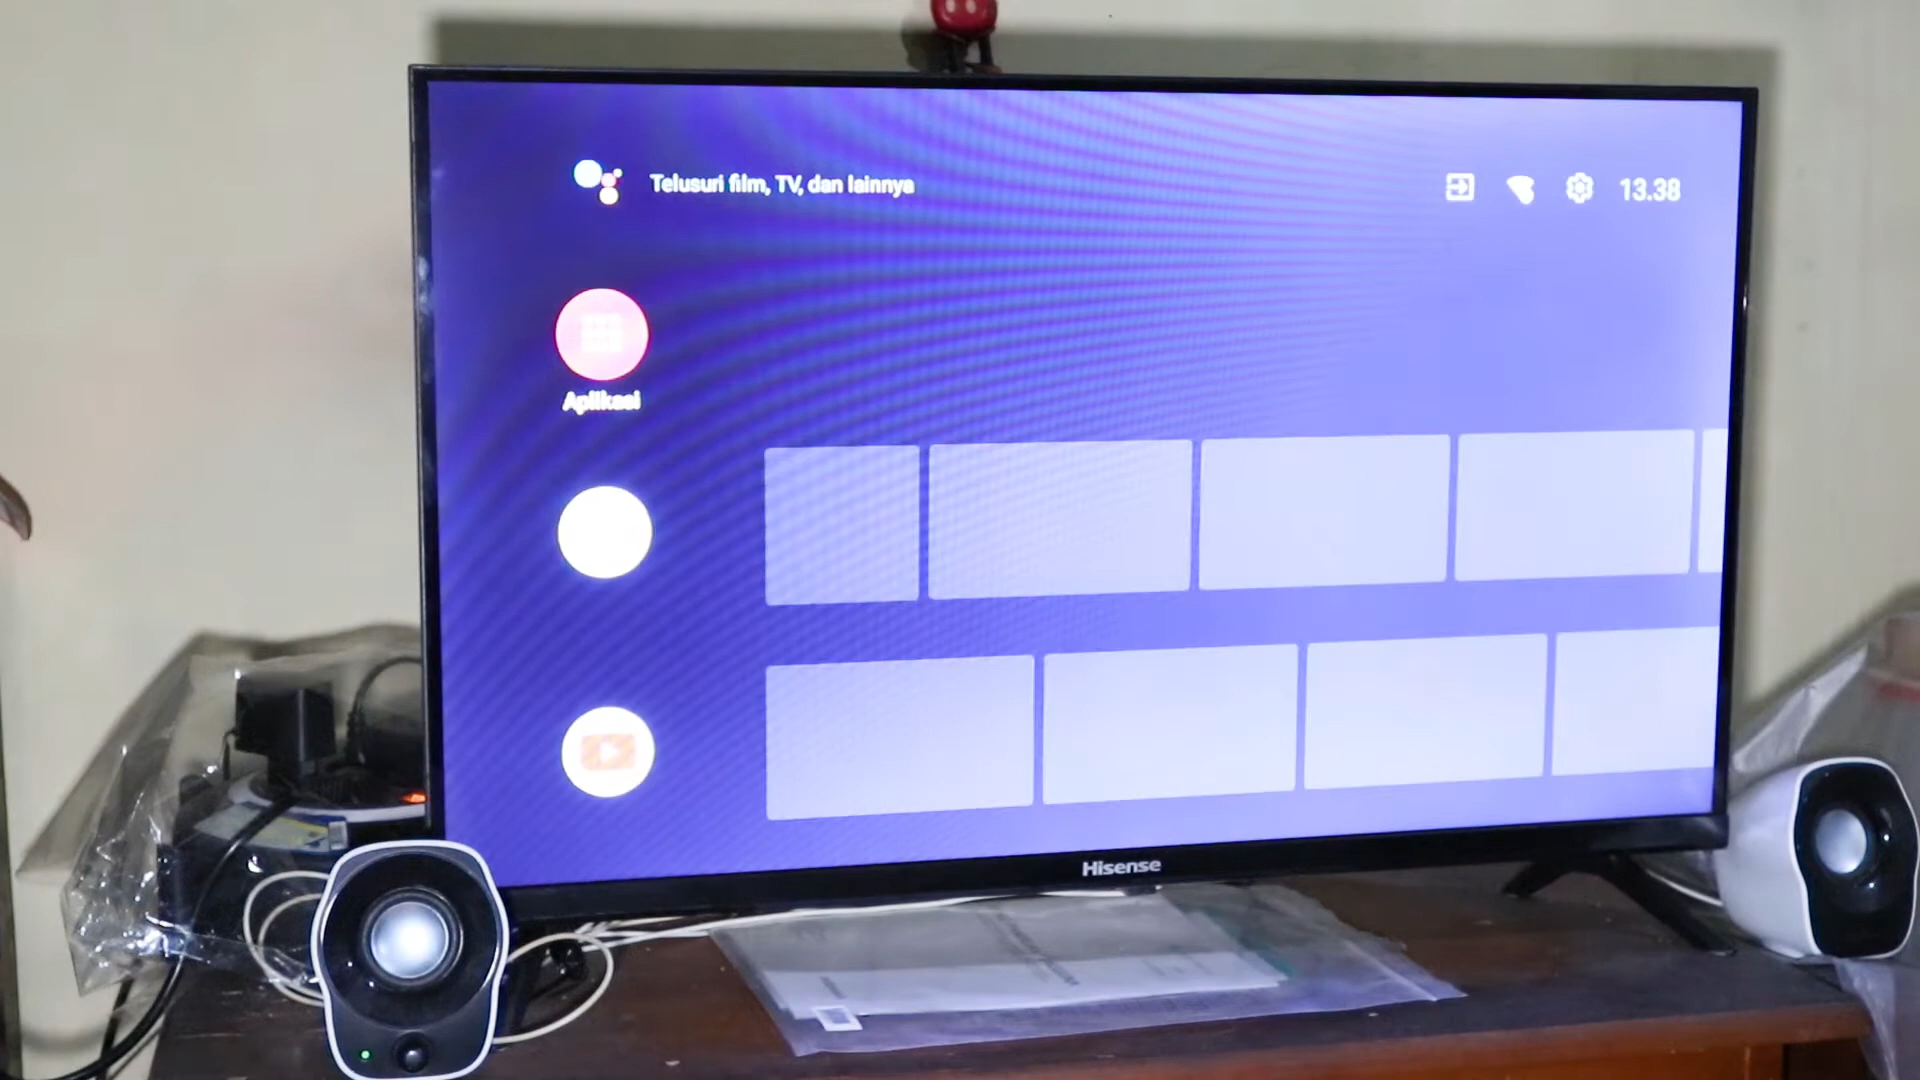 Telusuri film, TV, dan lainnya
13.38
Aplikasi
Hisense